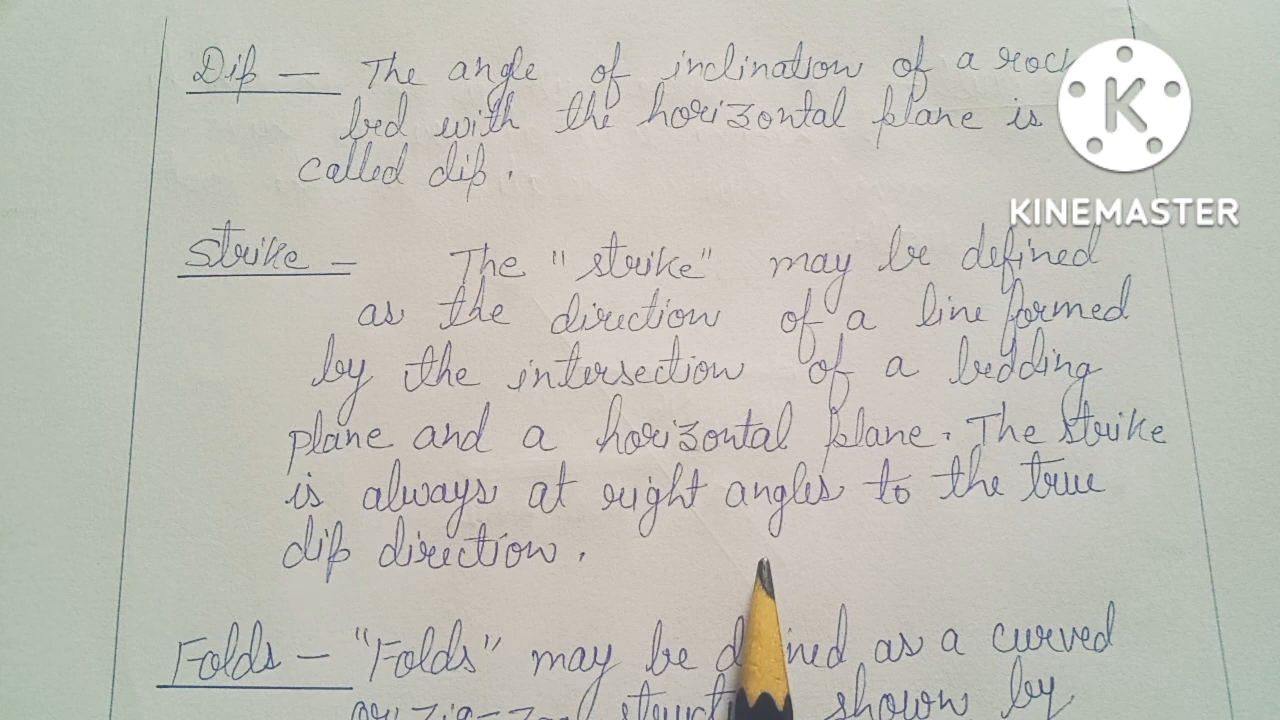 Dip — The angle of inclination of a rock
bed with the horizontal plane is
called dip.
KINEMASTER
Strike — The "strike" may be defined
as the direction of a line formed
by the intersection of a bedding
plane and a horizontal plane. The strike
is always at right angles to the true
dip direction.
Folds — "Folds" may be defined as a curved
shown by